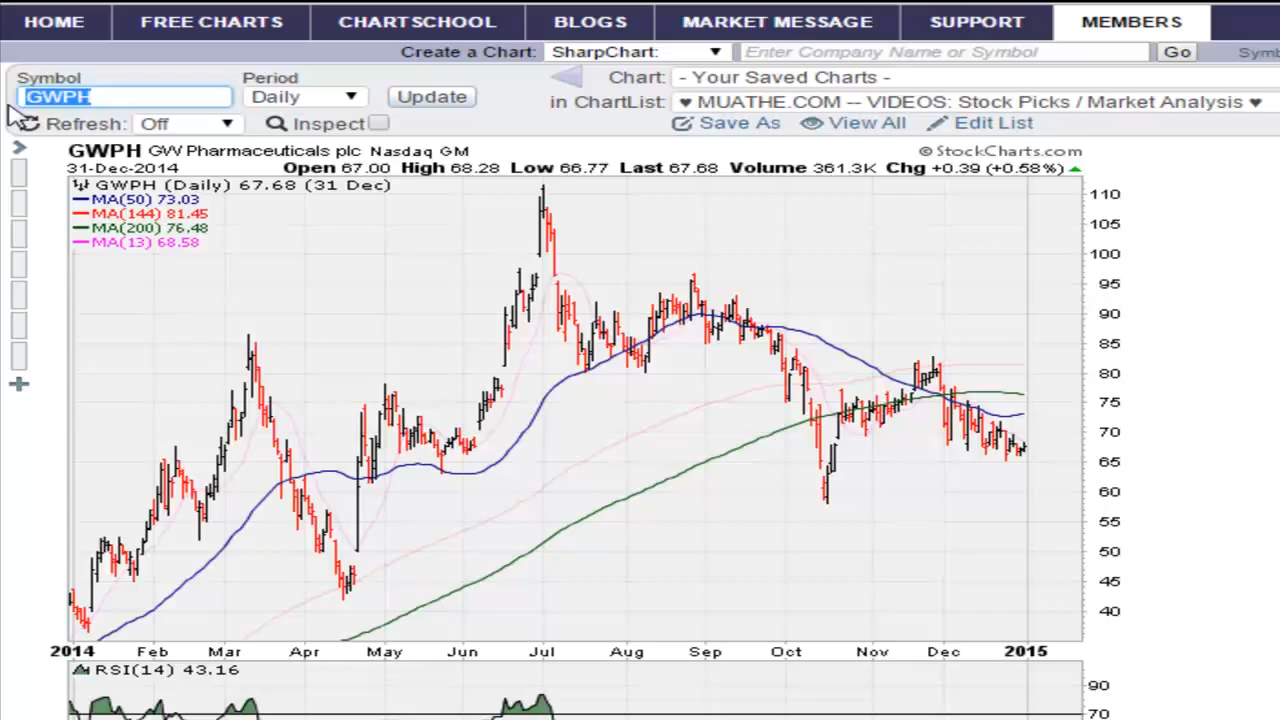 HOME FREE CHARTS CHARTSCHOOL BLOGS MARKET MESSAGE SUPPORT MEMBERS
Create a Chart: SharpChart: Enter Company Name or Symbol Go
Symbol Period Chart: - Your Saved Charts -
GWPH Daily Update in ChartList: ♥ MUATHE.COM -- VIDEOS: Stock Picks / Market Analysis ♥
Refresh: Off Inspect Save As View All Edit List
GWPH GW Pharmaceuticals plc Nasdaq GM © StockCharts.com
31-Dec-2014 Open 67.00 High 68.28 Low 66.77 Last 67.68 Volume 361.3K Chg +0.39 (+0.58%)
GWPH (Daily) 67.68 (31 Dec)
MA(50) 73.03
MA(144) 81.45
MA(200) 76.48
MA(13) 68.58
110
105
100
95
90
85
80
75
70
65
60
55
50
45
40
2014 Feb Mar Apr May Jun Jul Aug Sep Oct Nov Dec 2015
RSI(14) 43.16
90
70